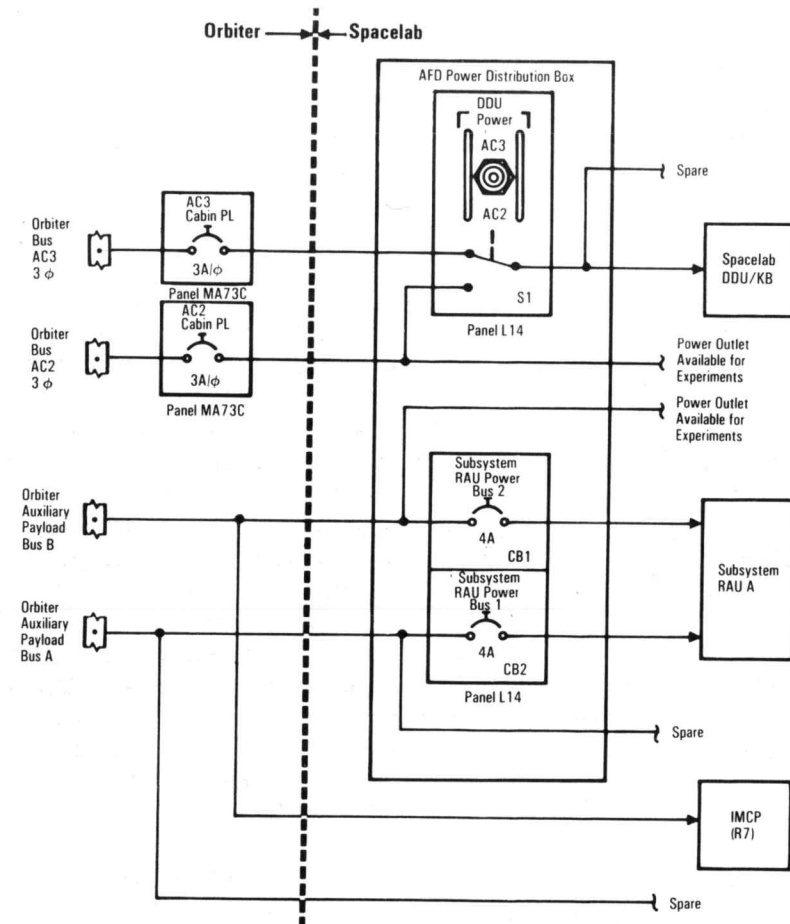 Orbiter
Spacelab
AFD Power Distribution Box
DDU
Power
AC3
AC2
S1
Panel L14
Spare
Orbiter
Bus
AC3
3 φ
AC3
Cabin PL
3A/φ
Panel MA73C
Spacelab
DDU/KB
Orbiter
Bus
AC2
3 φ
AC2
Cabin PL
3A/φ
Panel MA73C
Power Outlet
Available for
Experiments
Power Outlet
Available for
Experiments
Orbiter
Auxiliary
Payload
Bus B
Subsystem
RAU Power
Bus 2
4A
CB1
Subsystem
RAU A
Orbiter
Auxiliary
Payload
Bus A
Subsystem
RAU Power
Bus 1
4A
CB2
Panel L14
Spare
IMCP
(R7)
Spare